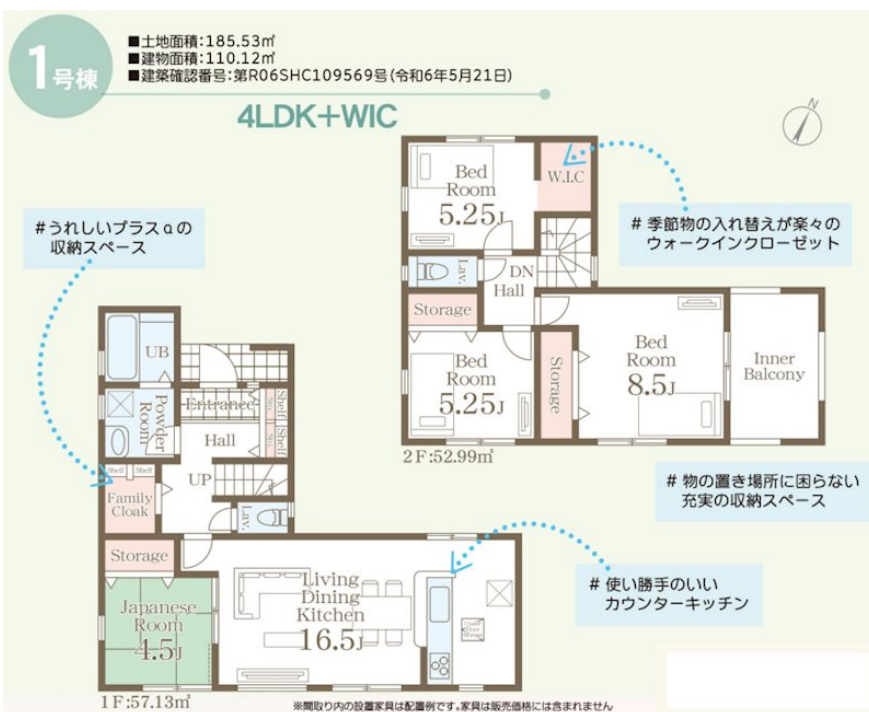 1号棟
■土地面積:185.53㎡
■建物面積:110.12㎡
■建築確認番号:第R06SHC109569号(令和6年5月21日)
4LDK+WIC
N
#うれしいプラスαの
収納スペース
Bed
Room
5.25J
W.I.C
# 季節物の入れ替えが楽々の
ウォークインクローゼット
Lav.
DN
Hall
Storage
Bed
Room
5.25J
Storage
Bed
Room
8.5J
Inner
Balcony
2F:52.99㎡
UB
Powder
Room
Entrance
Shelf
Shelf
Hall
UP
Shelf
Shelf
Family
Cloak
Lav.
# 物の置き場所に困らない
充実の収納スペース
Storage
Japanese
Room
4.5J
Living
Dining
Kitchen
16.5J
# 使い勝手のいい
カウンターキッチン
1F:57.13㎡
※間取り内の設置家具は配置例です。家具は販売価格には含まれません